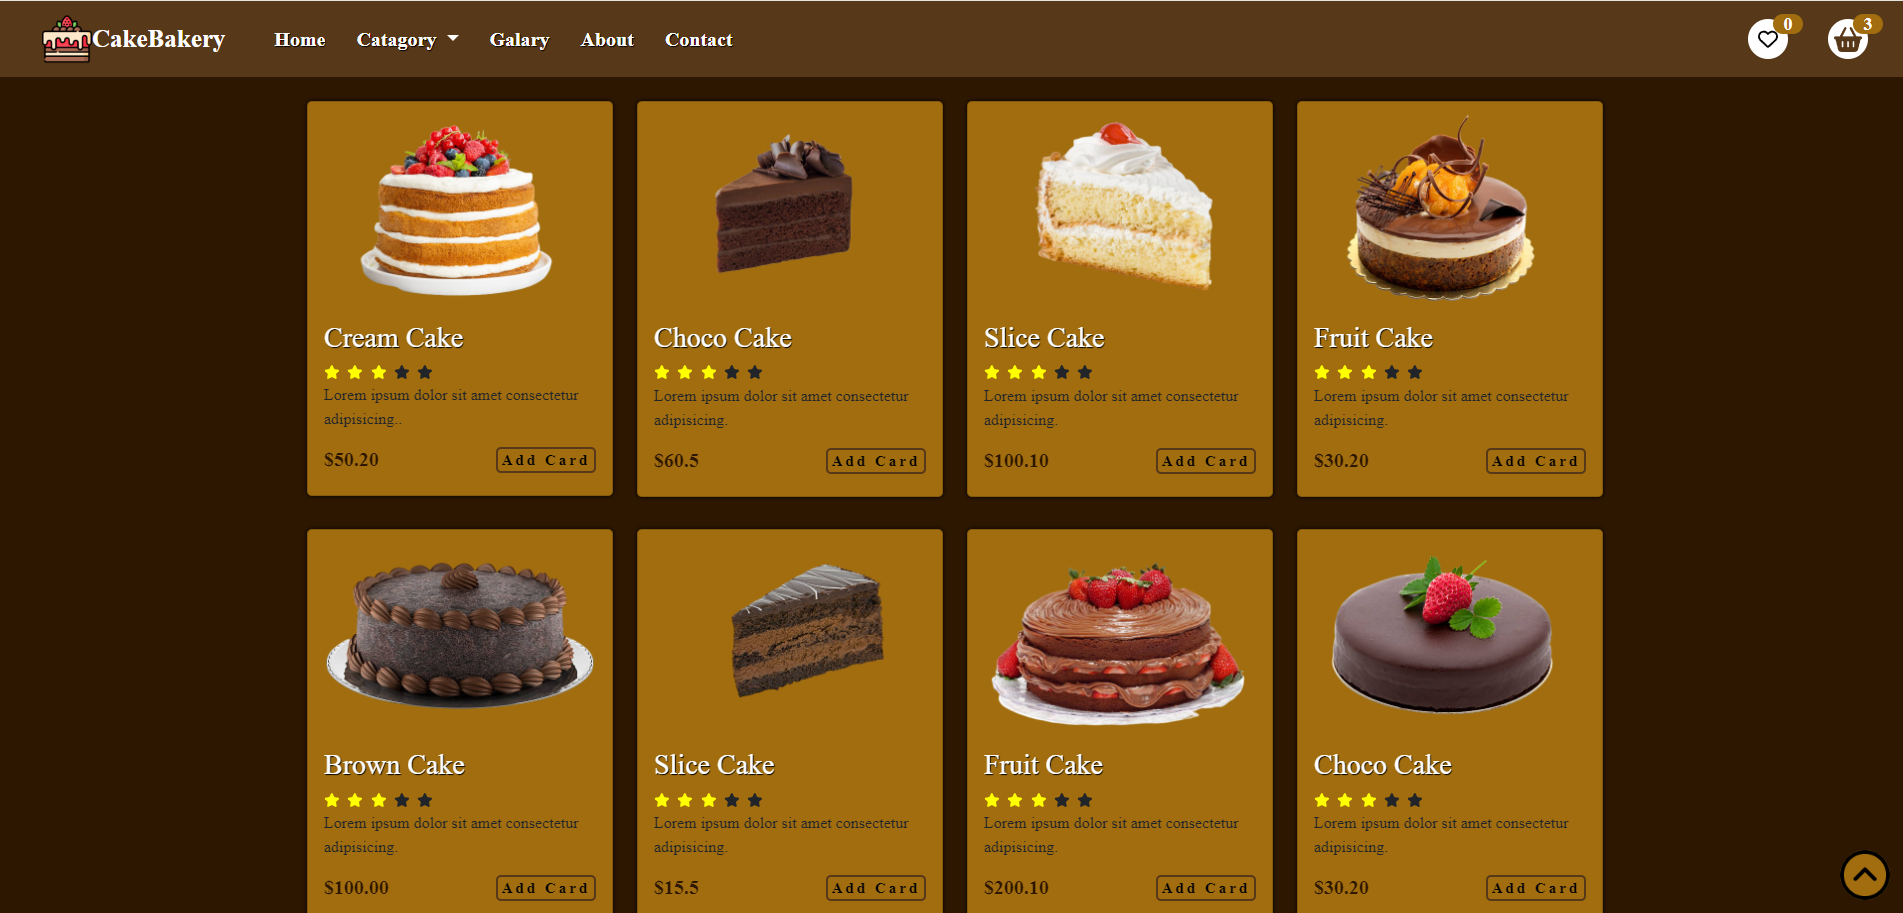 CakeBakery
Home
Catagory
Galary
About
Contact
0
3
Cream Cake
Lorem ipsum dolor sit amet consectetur
adipisicing..
$50.20
Add Card
Choco Cake
Lorem ipsum dolor sit amet consectetur
adipisicing.
$60.5
Add Card
Slice Cake
Lorem ipsum dolor sit amet consectetur
adipisicing.
$100.10
Add Card
Fruit Cake
Lorem ipsum dolor sit amet consectetur
adipisicing.
$30.20
Add Card
Brown Cake
Lorem ipsum dolor sit amet consectetur
adipisicing.
$100.00
Add Card
Slice Cake
Lorem ipsum dolor sit amet consectetur
adipisicing.
$15.5
Add Card
Fruit Cake
Lorem ipsum dolor sit amet consectetur
adipisicing.
$200.10
Add Card
Choco Cake
Lorem ipsum dolor sit amet consectetur
adipisicing.
$30.20
Add Card